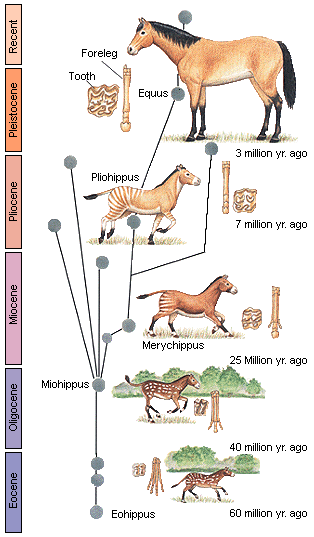 Recent
Foreleg
Tooth
Equus
Pleistocene
3 million yr. ago
Pliohippus
Pliocene
7 million yr. ago
Miocene
Merychippus
25 Million yr. ago
Miohippus
Oligocene
40 million yr. ago
Eocene
Eohippus
60 million yr. ago